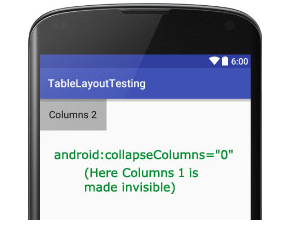 6:00
TableLayoutTesting
Columns 2
android:collapseColumns="0"
(Here Columns 1 is
made invisible)